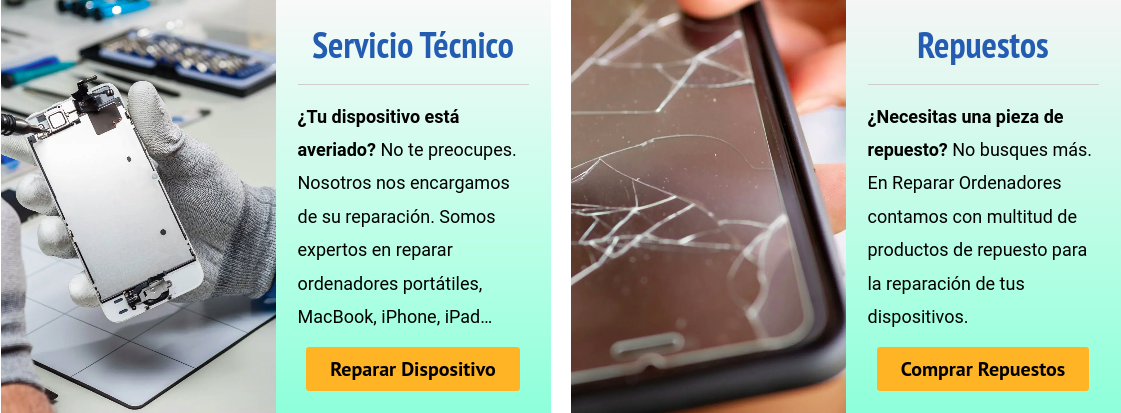 Servicio Técnico
¿Tu dispositivo está
averiado? No te preocupes.
Nosotros nos encargamos
de su reparación. Somos
expertos en reparar
ordenadores portátiles,
MacBook, iPhone, iPad...
Reparar Dispositivo
Repuestos
¿Necesitas una pieza de
repuesto? No busques más.
En Reparar Ordenadores
contamos con multitud de
productos de repuesto para
la reparación de tus
dispositivos.
Comprar Repuestos